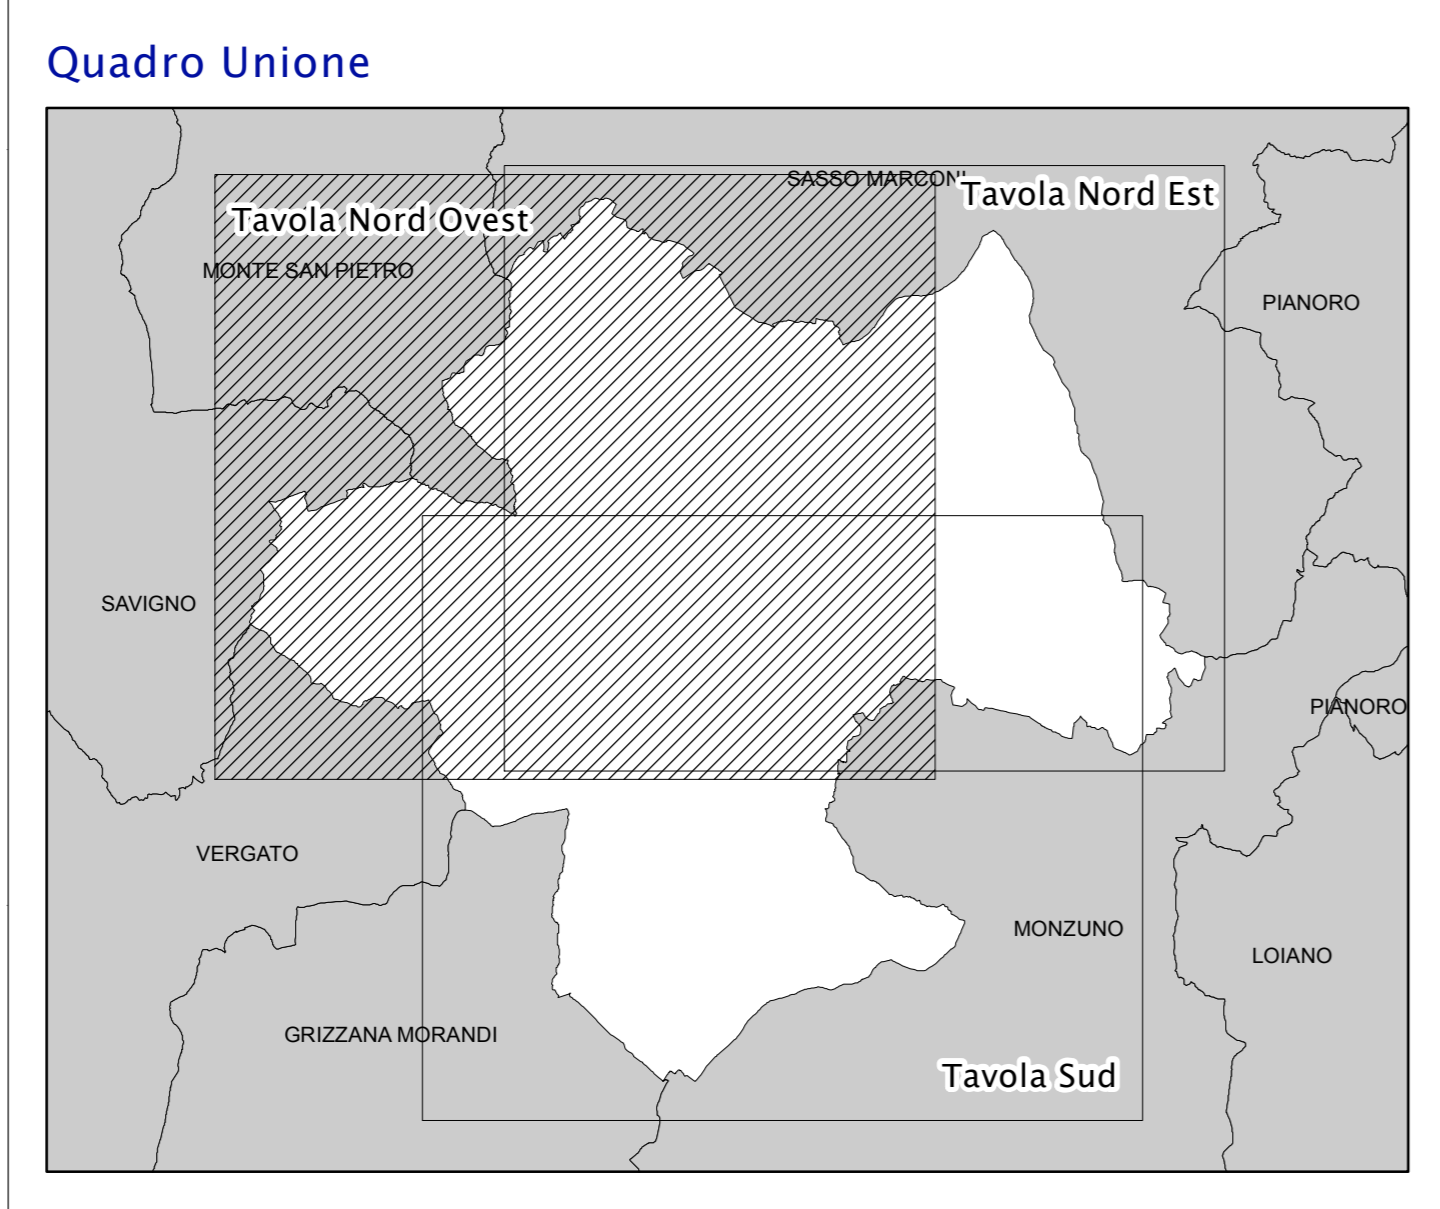 Quadro Unione
SASSO MARCONI
Tavola Nord Est
Tavola Nord Ovest
MONTE SAN PIETRO
PIANORO
SAVIGNO
PIANORO
VERGATO
MONZUNO
LOIANO
GRIZZANA MORANDI
Tavola Sud